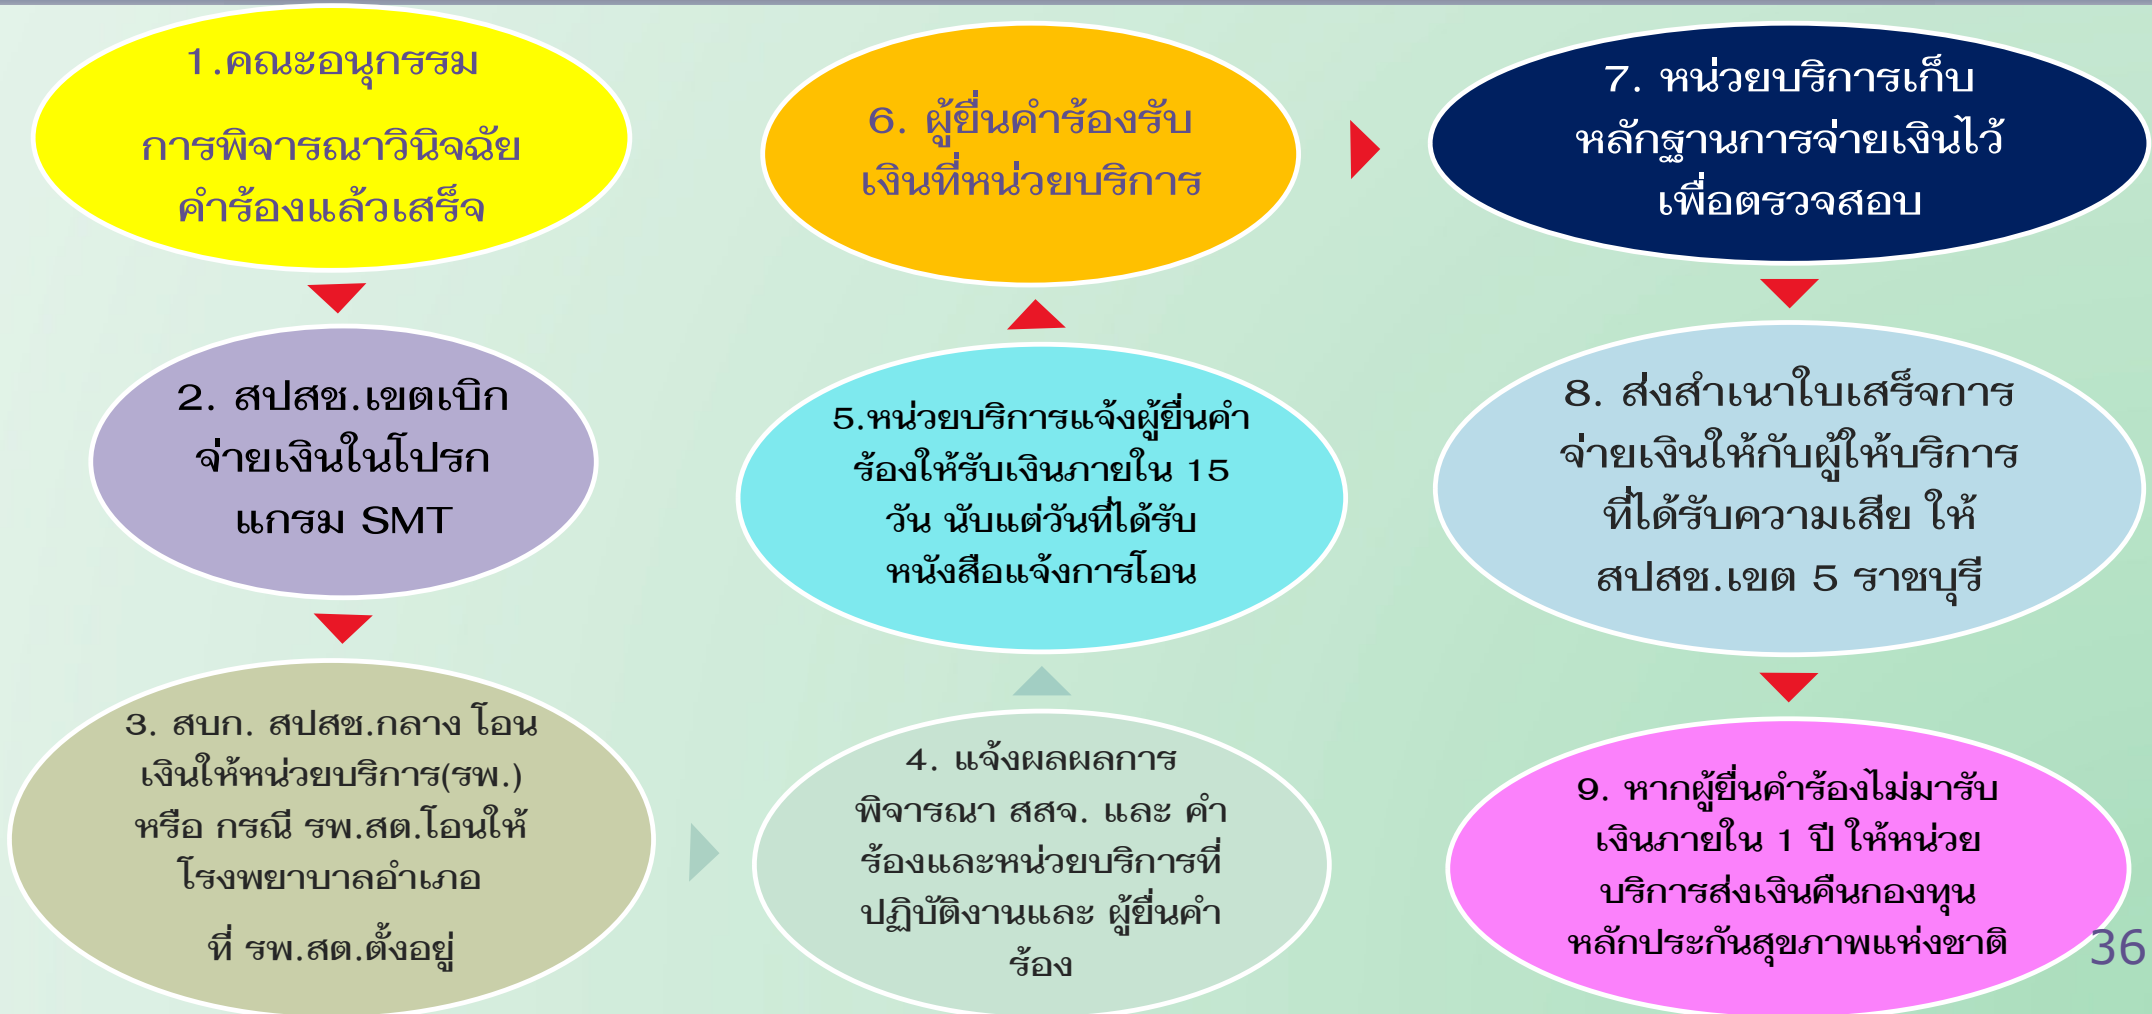 1.คณะอนุกรรม
การพิจารณาวินิจฉัย
คำร้องแล้วเสร็จ
2. สปสช.เขตเบิก
จ่ายเงินในโปรก
แกรม SMT
3. สบก. สปสช.กลาง โอน
เงินให้หน่วยบริการ(รพ.)
หรือ กรณี รพ.สต.โอนให้
โรงพยาบาลอำเภอ
ที่ รพ.สต.ตั้งอยู่
4. แจ้งผลผลการ
พิจารณา สสจ. และ คำ
ร้องและหน่วยบริการที่
ปฏิบัติงานและ ผู้ยื่นคำ
ร้อง
5.หน่วยบริการแจ้งผู้ยื่นคำ
ร้องให้รับเงินภายใน 15
วัน นับแต่วันที่ได้รับ
หนังสือแจ้งการโอน
6. ผู้ยื่นคำร้องรับ
เงินที่หน่วยบริการ
7. หน่วยบริการเก็บ
หลักฐานการจ่ายเงินไว้
เพื่อตรวจสอบ
8. ส่งสำเนาใบเสร็จการ
จ่ายเงินให้กับผู้ให้บริการ
ที่ได้รับความเสีย ให้
สปสช.เขต 5 ราชบุรี
9. หากผู้ยื่นคำร้องไม่มารับ
เงินภายใน 1 ปี ให้หน่วย
บริการส่งเงินคืนกองทุน
หลักประกันสุขภาพแห่งชาติ
36